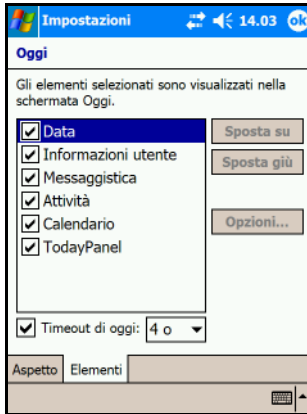 Impostazioni 14.03 ok
Oggi
Gli elementi selezionati sono visualizzati nella
schermata Oggi.
Data
Informazioni utente
Messaggistica
Attività
Calendario
TodayPanel
Sposta su
Sposta giù
Opzioni...
Timeout di oggi: 4 o
Aspetto Elementi